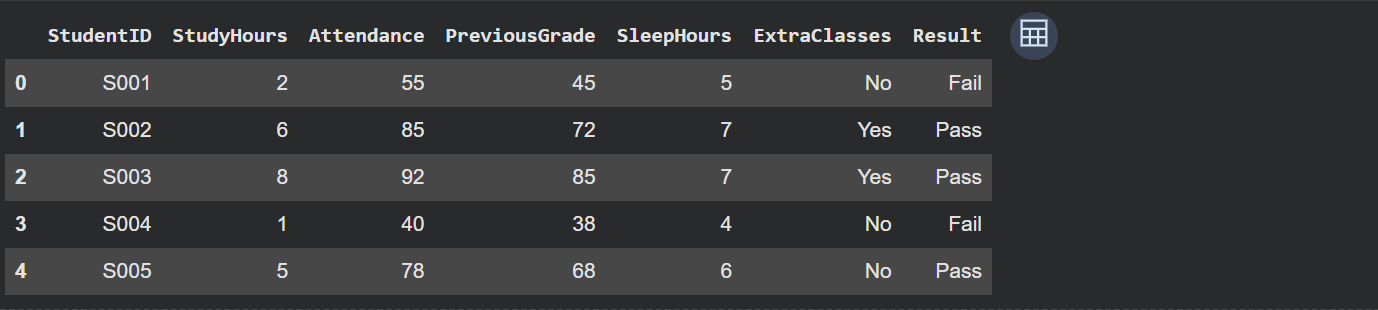 StudentID StudyHours Attendance PreviousGrade SleepHours ExtraClasses Result
0 S001 2 55 45 5 No Fail
1 S002 6 85 72 7 Yes Pass
2 S003 8 92 85 7 Yes Pass
3 S004 1 40 38 4 No Fail
4 S005 5 78 68 6 No Pass